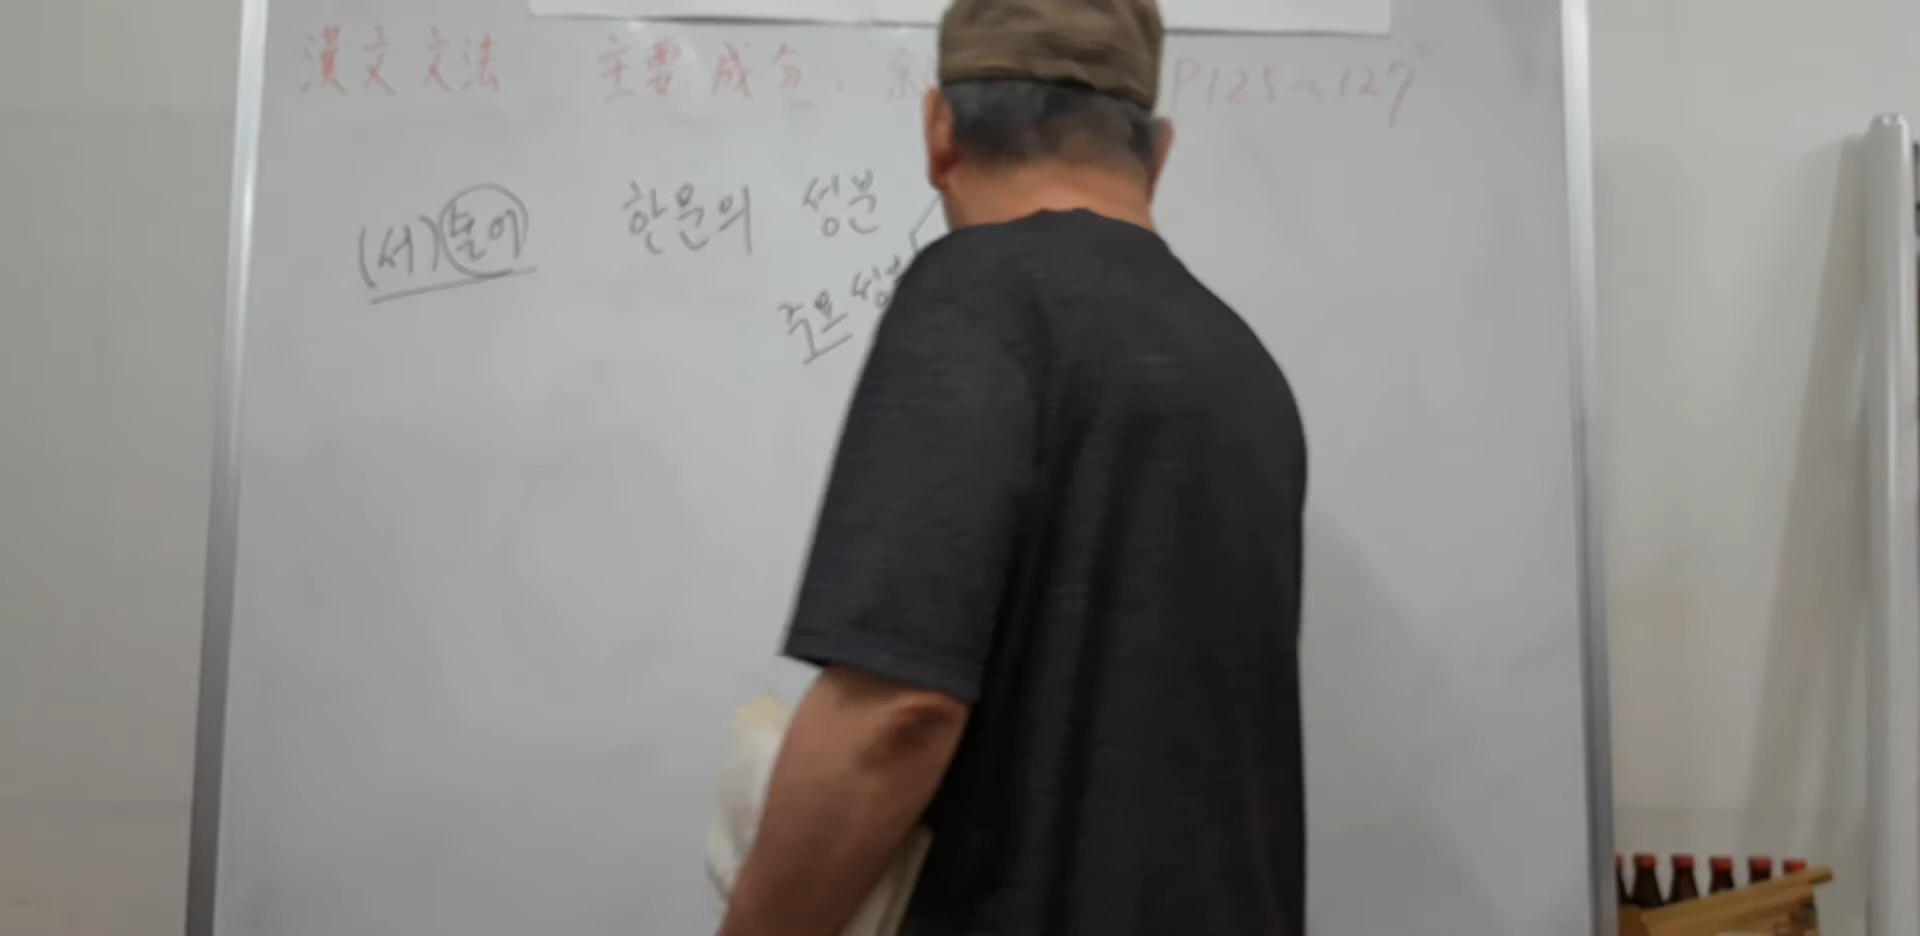 漢文文法 主要成分. P125~127
(서)술어 한문의 성분
주요 성분